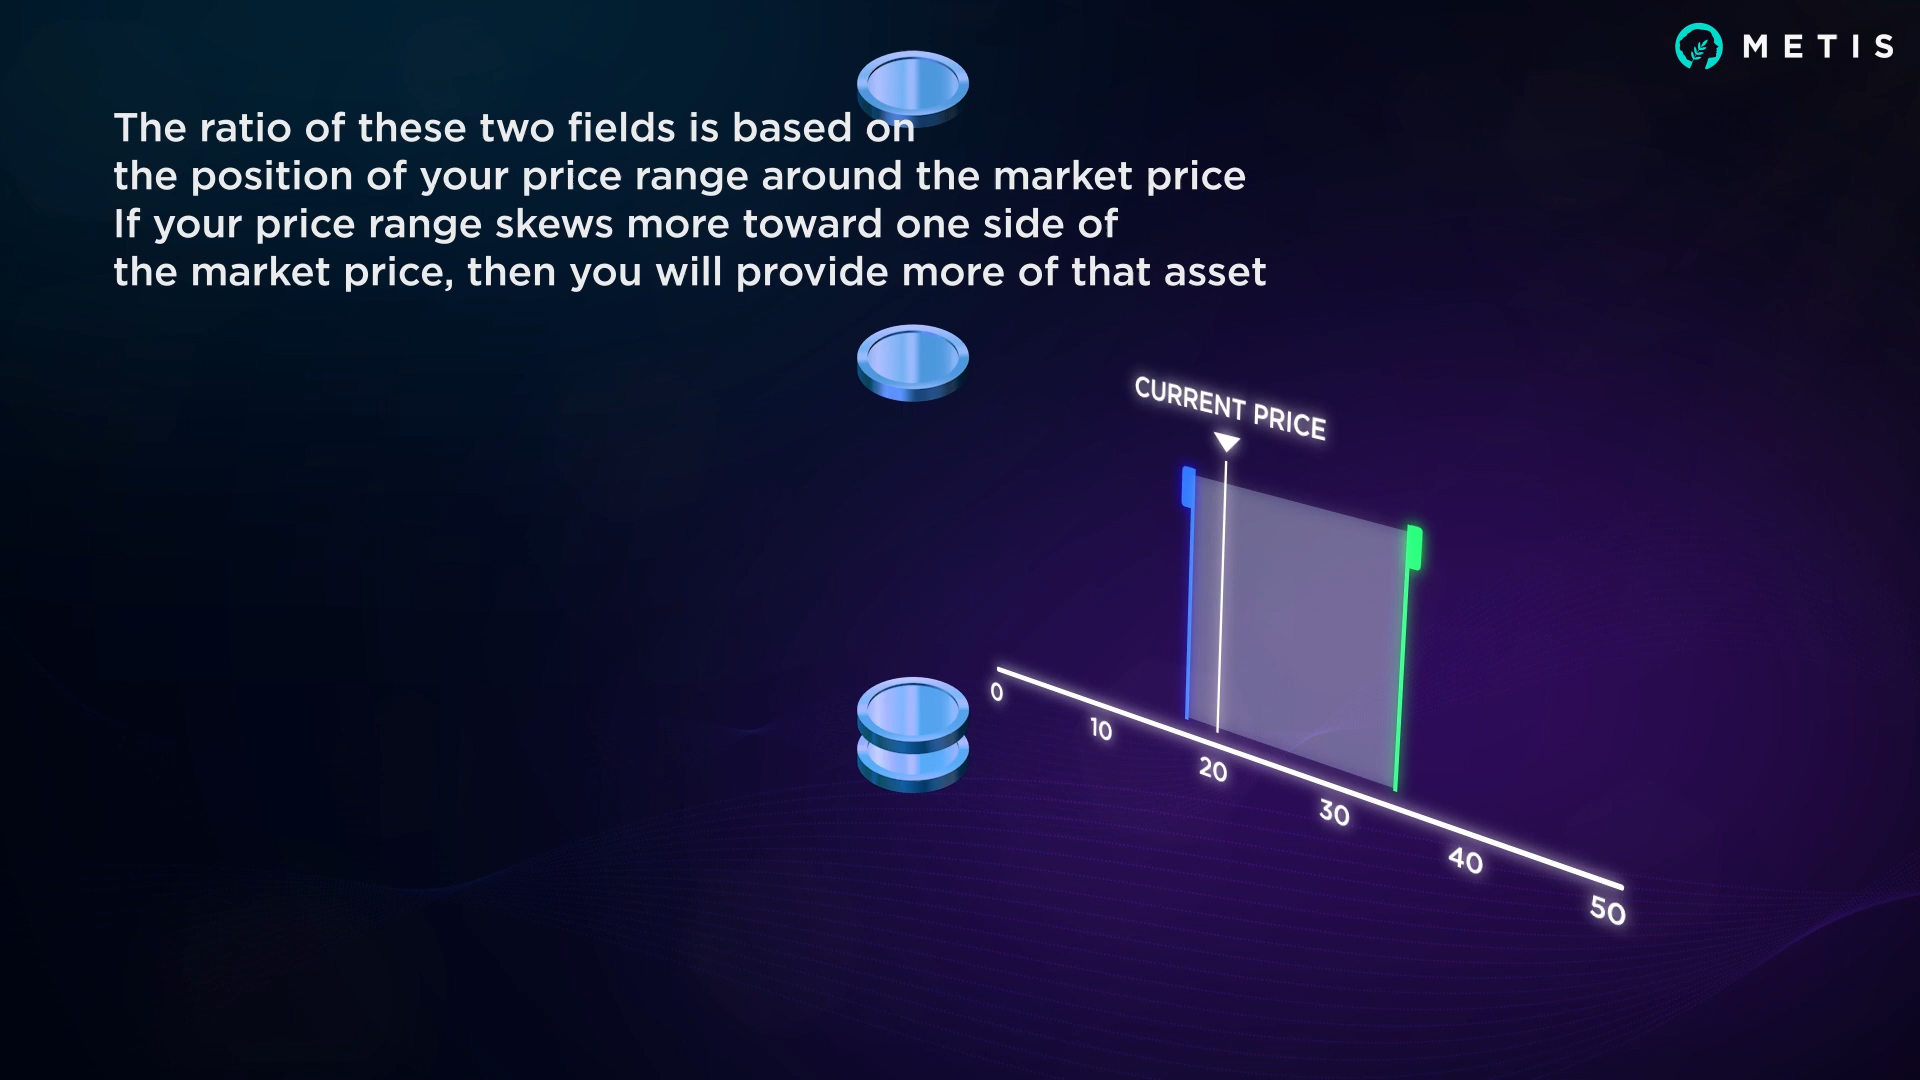 METIS
The ratio of these two fields is based on
the position of your price range around the market price
If your price range skews more toward one side of
the market price, then you will provide more of that asset
CURRENT PRICE
0
10
20
30
40
50